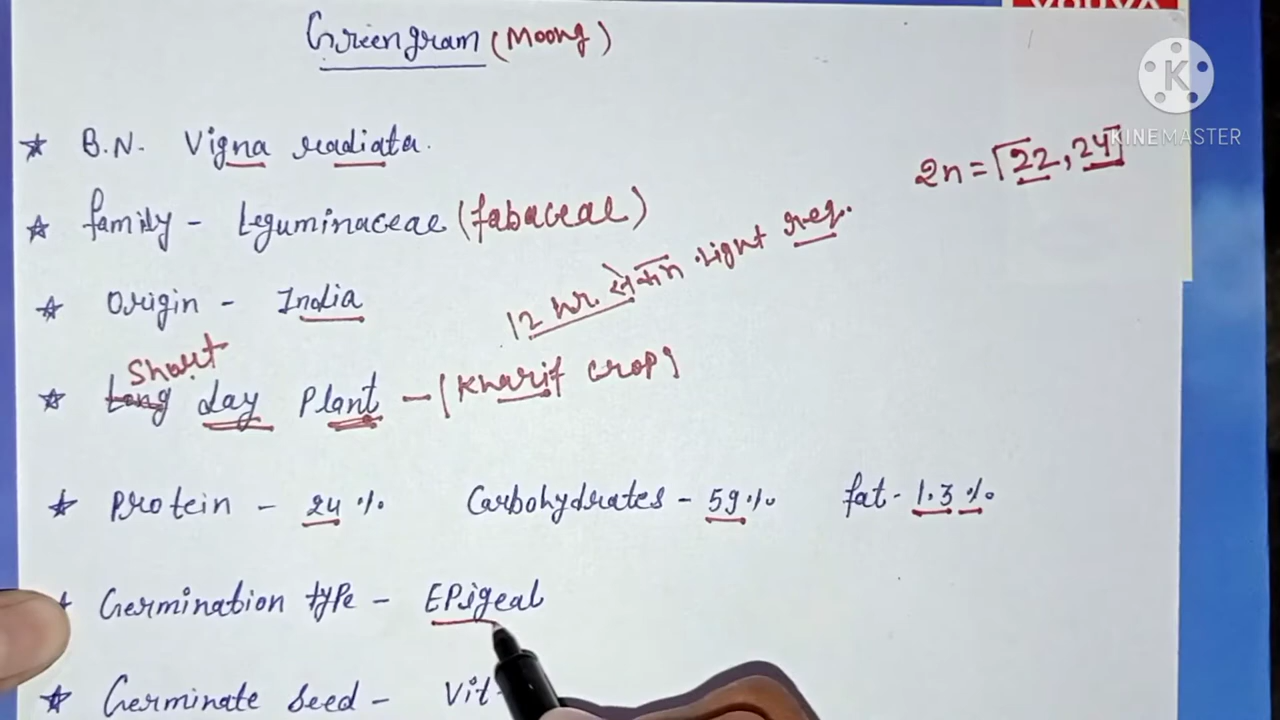 Greengram (Moong)
KINEMASTER
☆ B.N. Vigna radiata.
2n = [22, 24]
☆ family - Leguminaceae (fabaceae)
12 hr. से कम light req.
☆ Origin - India
Short
☆ Long day Plant - [Kharif crop]
☆ Protein - 24 % Carbohydrates - 59 % fat - 1.3 %
Germination type - EPigeal
☆ Germinate seed - Vit-